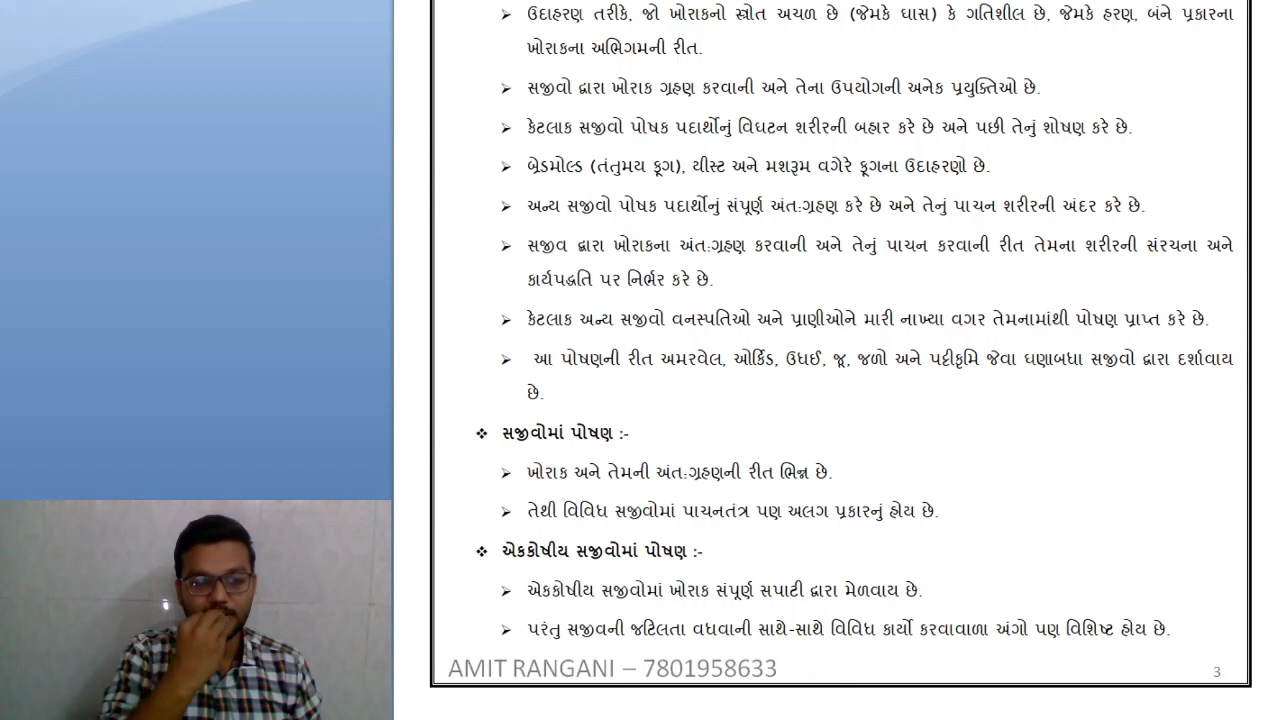 ➢ ઉદાહરણ તરીકે, જો ખોરાકનો સ્ત્રોત અચળ છે (જેમકે ઘાસ) કે ગતિશીલ છે, જેમકે હરણ, બંને પ્રકારના
ખોરાકના અભિગમની રીત.
➢ સજીવો દ્વારા ખોરાક ગ્રહણ કરવાની અને તેના ઉપયોગની અનેક પ્રયુક્તિઓ છે.
➢ કેટલાક સજીવો પોષક પદાર્થોનું વિઘટન શરીરની બહાર કરે છે અને પછી તેનું શોષણ કરે છે.
➢ બ્રેડમોલ્ડ (તંતુમય ફૂગ), યીસ્ટ અને મશરૂમ વગેરે ફૂગના ઉદાહરણો છે.
➢ અન્ય સજીવો પોષક પદાર્થોનું સંપૂર્ણ અંત:ગ્રહણ કરે છે અને તેનું પાચન શરીરની અંદર કરે છે.
➢ સજીવ દ્વારા ખોરાકના અંત:ગ્રહણ કરવાની અને તેનું પાચન કરવાની રીત તેમના શરીરની સંરચના અને
કાર્યપદ્ધતિ પર નિર્ભર કરે છે.
➢ કેટલાક અન્ય સજીવો વનસ્પતિઓ અને પ્રાણીઓને મારી નાખ્યા વગર તેમનામાંથી પોષણ પ્રાપ્ત કરે છે.
➢ આ પોષણની રીત અમરવેલ, ઓર્કિડ, ઉધઈ, જૂ, જળો અને પટ્ટીકૃમિ જેવા ઘણાબધા સજીવો દ્વારા દર્શાવાય
છે.
❖ સજીવોમાં પોષણ :-
➢ ખોરાક અને તેમની અંત:ગ્રહણની રીત ભિન્ન છે.
➢ તેથી વિવિધ સજીવોમાં પાચનતંત્ર પણ અલગ પ્રકારનું હોય છે.
❖ એકકોષીય સજીવોમાં પોષણ :-
➢ એકકોષીય સજીવોમાં ખોરાક સંપૂર્ણ સપાટી દ્વારા મેળવાય છે.
➢ પરંતુ સજીવની જટિલતા વધવાની સાથે-સાથે વિવિધ કાર્યો કરવાવાળા અંગો પણ વિશિષ્ટ હોય છે.
AMIT RANGANI – 7801958633 3